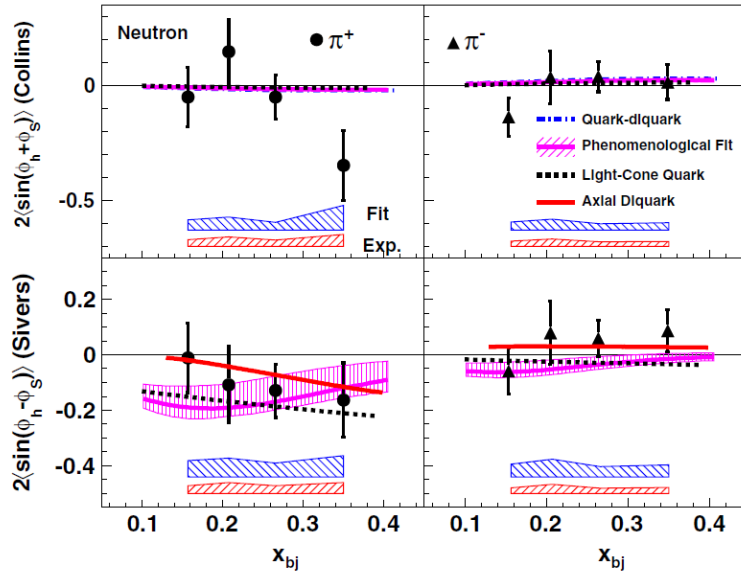 Neutron
π+
π-
2⟨sin(ϕh+ϕS)⟩ (Collins)
0
-0.5
Quark-diquark
Phenomenological Fit
Light-Cone Quark
Axial Diquark
Fit
Exp.
2⟨sin(ϕh-ϕS)⟩ (Sivers)
0.2
0
-0.2
-0.4
0.1 0.2 0.3 0.4 0.1 0.2 0.3 0.4
xbj xbj